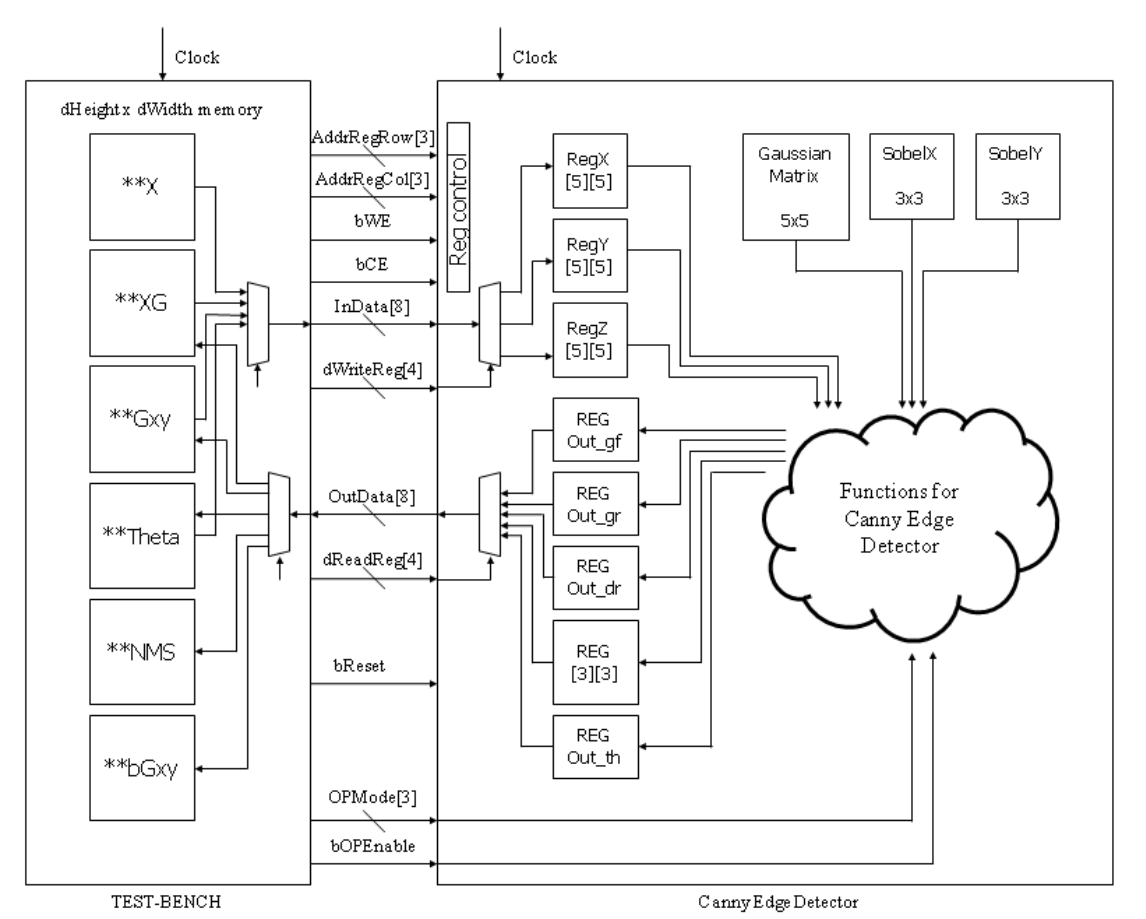 Clock
Clock
dHeight x dWidth memory
**X
**XG
**Gxy
**Theta
**NMS
**bGxy
TEST-BENCH
AddrRegRow[3]
AddrRegCol[3]
bWE
bCE
InData[8]
dWriteReg[4]
OutData[8]
dReadReg[4]
bReset
OPMode[3]
bOPEnable
Reg control
RegX
[5][5]
RegY
[5][5]
RegZ
[5][5]
REG
Out_gf
REG
Out_gr
REG
Out_dr
REG
[3][3]
REG
Out_th
Gaussian
Matrix
5x5
SobelX
3x3
SobelY
3x3
Functions for
Canny Edge
Detector
Canny Edge Detector